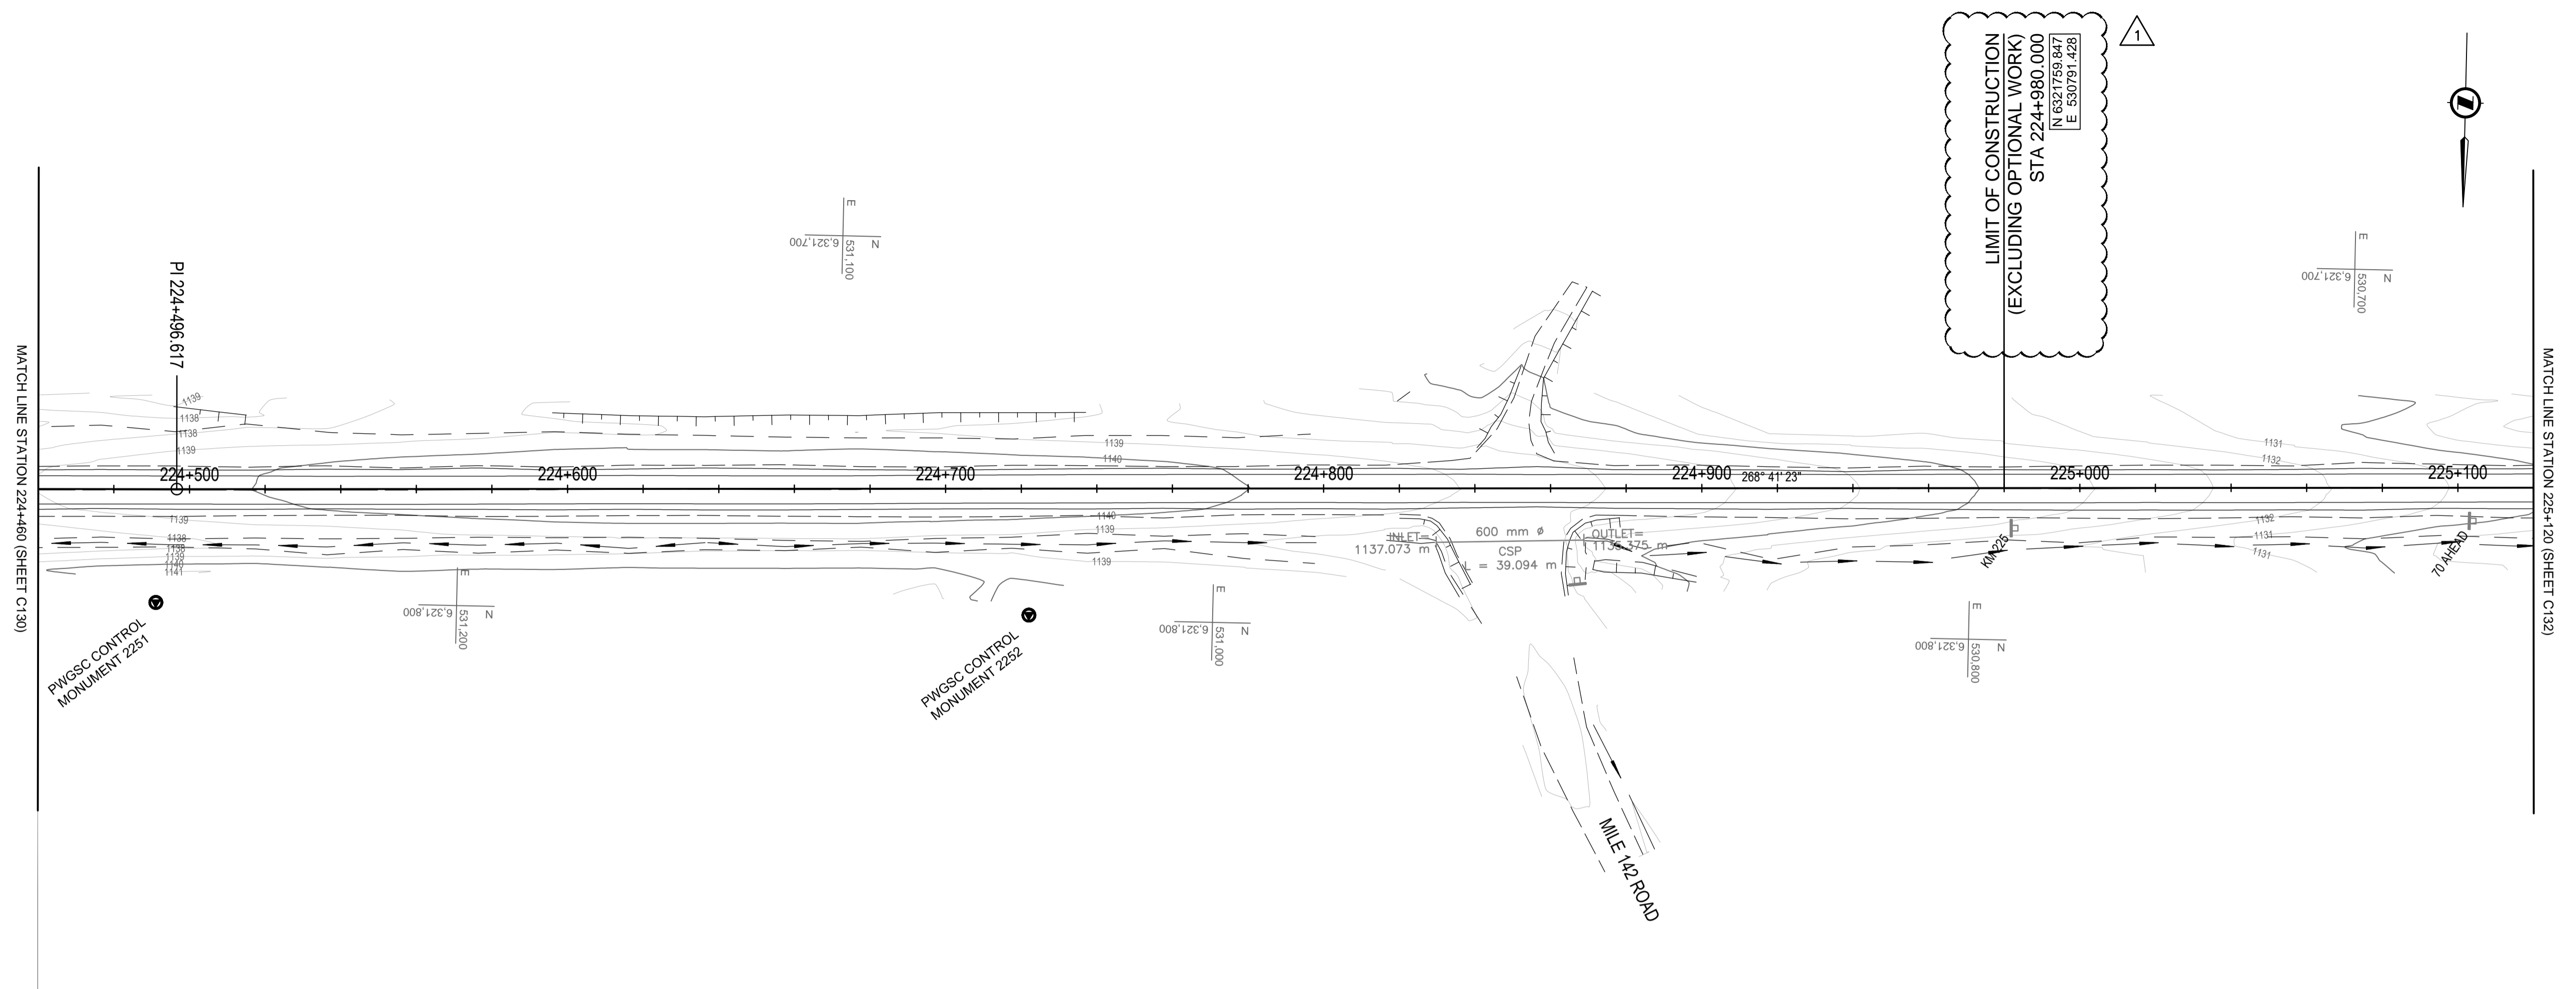 LIMIT OF CONSTRUCTION
(EXCLUDING OPTIONAL WORK)
STA 224+980.000
N 6321759.847
E 530791.428
1
MATCH LINE STATION 224+460 (SHEET C130)
PI 224+496.617
E
N
6,321,700
531,100
E
N
6,321,700
530,700
1139
1138
1138
1139
1139
1140
1131
1132
224+500
224+600
224+700
224+800
224+900
268° 41' 23"
225+000
225+100
1139
1138
1138
1139
1140
1141
1140
1139
1139
INLET=
1137.073 m
600 mm ø
CSP
L = 39.094 m
OUTLET=
m
1132
1131
1131
KM 225
70 AHEAD
E
N
6,321,800
531,200
E
N
6,321,800
531,000
E
N
6,321,800
530,800
PWGSC CONTROL
MONUMENT 2251
PWGSC CONTROL
MONUMENT 2252
MILE 142 ROAD
MATCH LINE STATION 225+120 (SHEET C132)